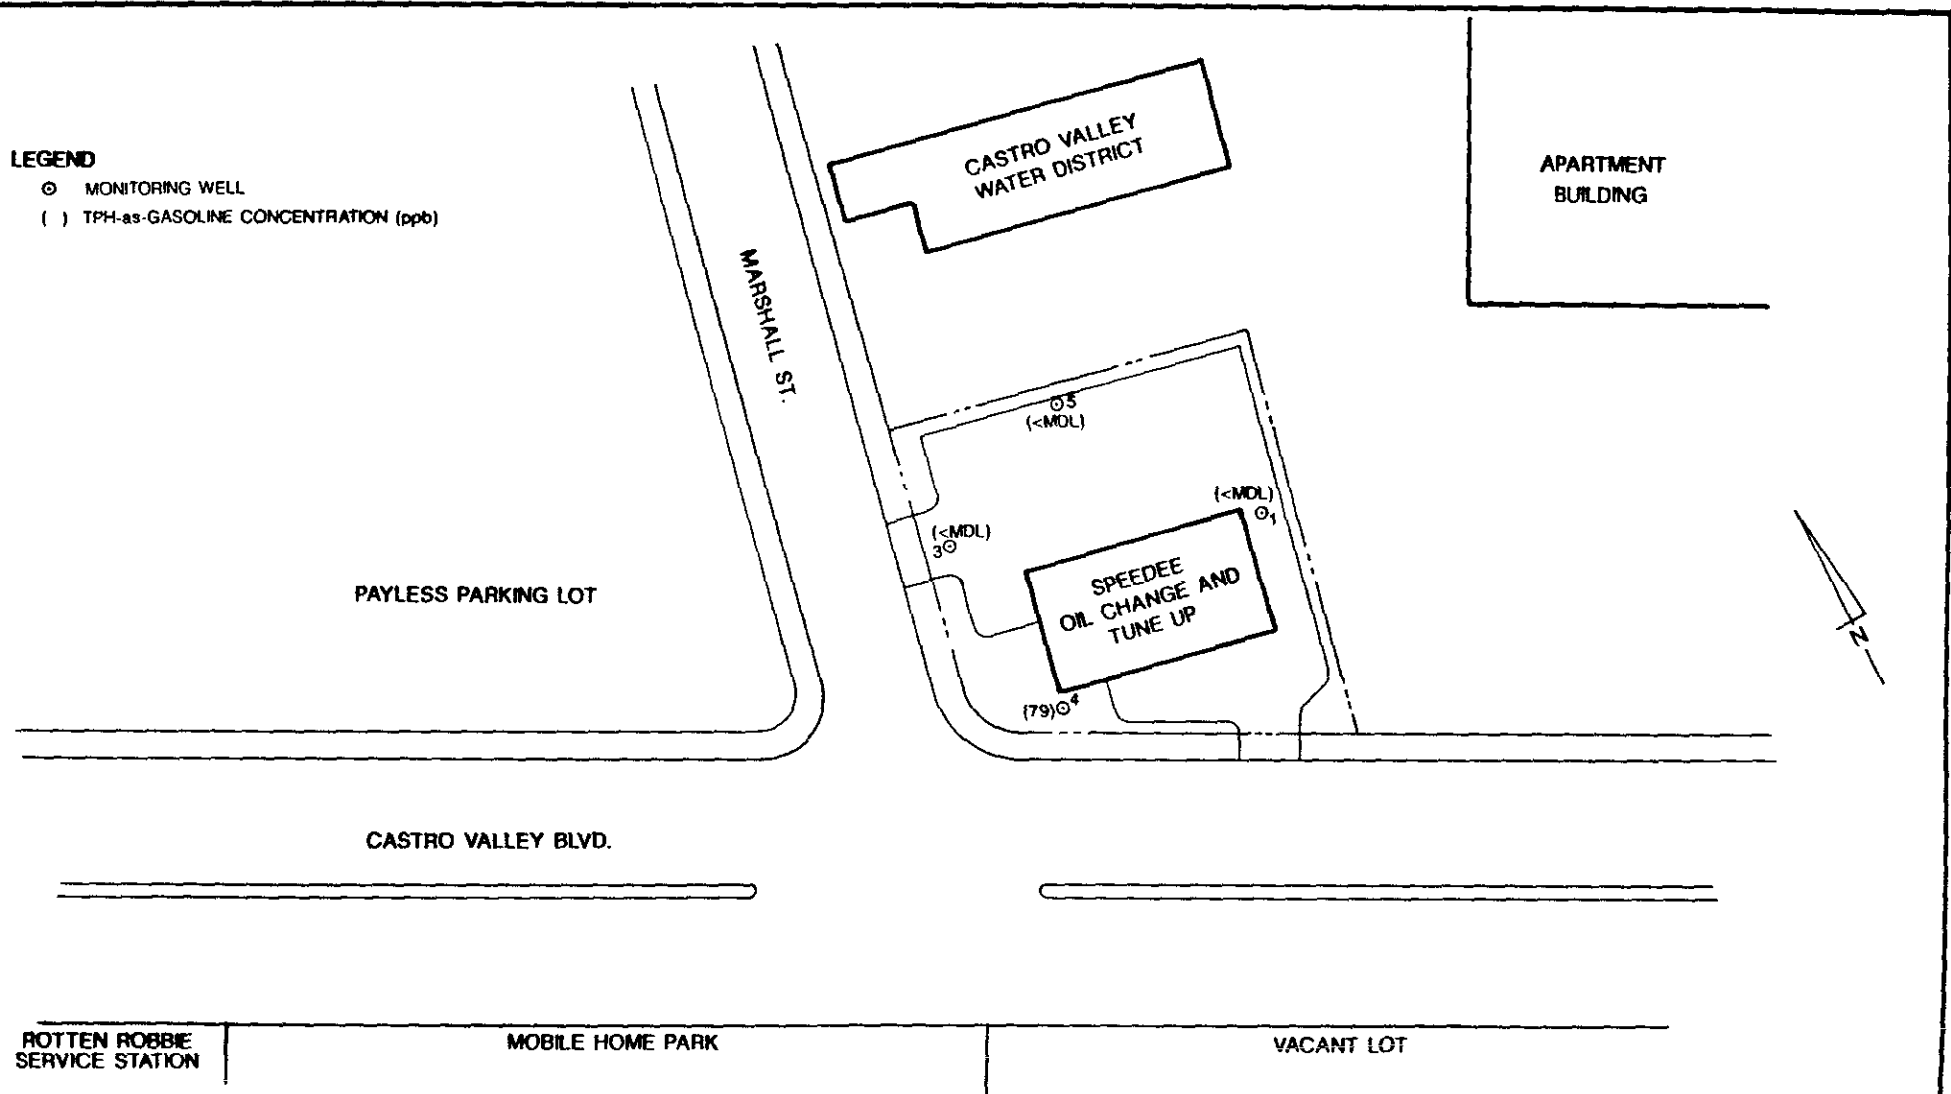 LEGEND
MONITORING WELL
( ) TPH-as-GASOLINE CONCENTRATION (ppb)
CASTRO VALLEY
WATER DISTRICT
APARTMENT
BUILDING
MARSHALL ST.
5
(<MDL)
(<MDL)
1
(<MDL)
3
SPEEDEE
OIL CHANGE AND
TUNE UP
(79) 4
PAYLESS PARKING LOT
N
CASTRO VALLEY BLVD.
ROTTEN ROBBIE
SERVICE STATION
MOBILE HOME PARK
VACANT LOT